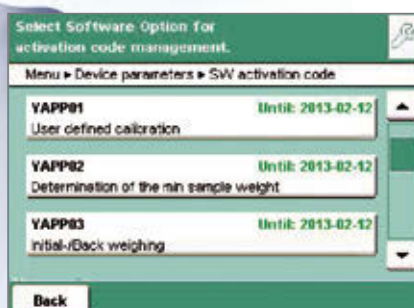 Select Software Option for
activation code management.
Menu ▸ Device parameters ▸ SW activation code
YAPP01 Until: 2013-02-12
User defined calibration
YAPP02 Until: 2013-02-12
Determination of the min sample weight
YAPP03 Until: 2013-02-12
Initial-/Back weighing
Back